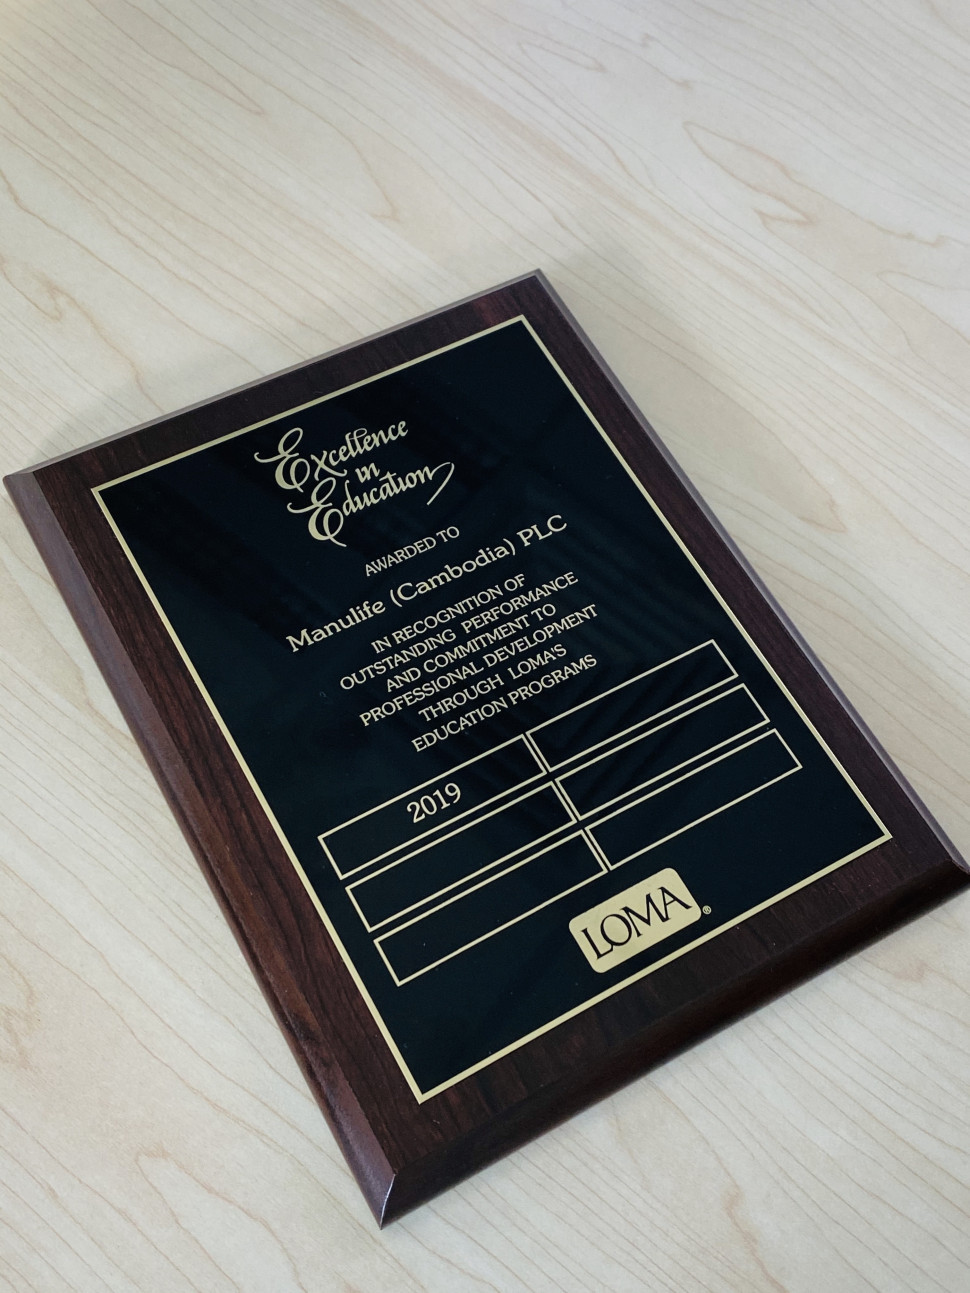 Excellence
in
Education
AWARDED TO
Manulife (Cambodia) PLC
IN RECOGNITION OF
OUTSTANDING PERFORMANCE
AND COMMITMENT TO
PROFESSIONAL DEVELOPMENT
THROUGH LOMA'S
EDUCATION PROGRAMS
2019
LOMA®